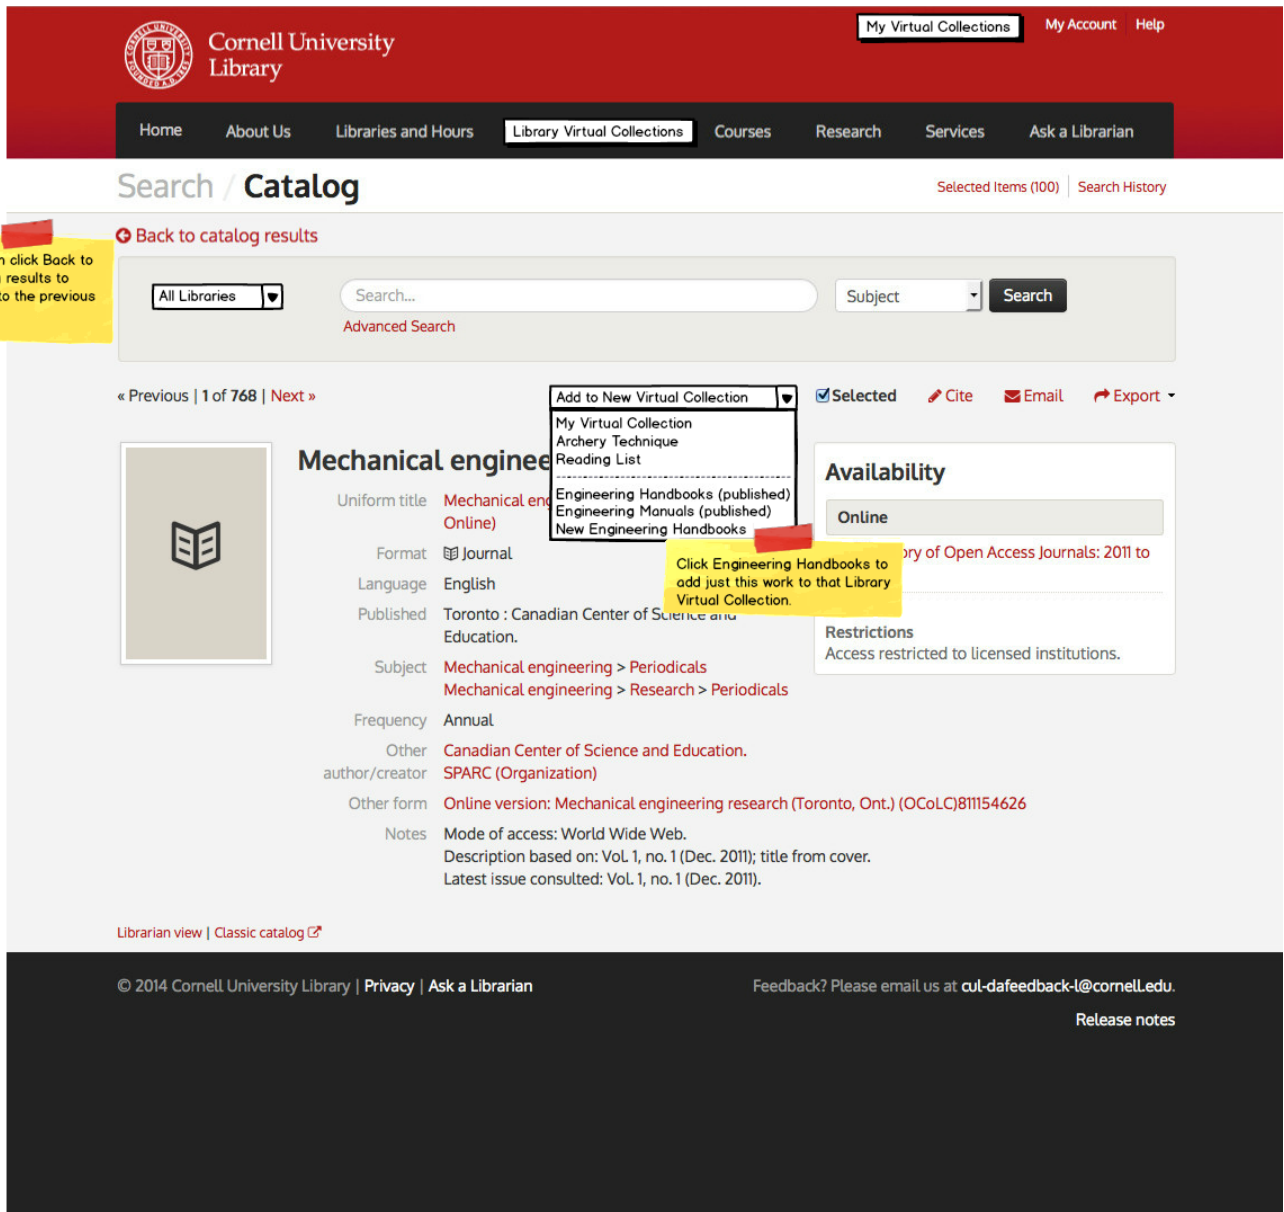 My Virtual Collections My Account Help
Cornell University
Library
Home About Us Libraries and Hours Library Virtual Collections Courses Research Services Ask a Librarian
Search / Catalog
Selected Items (100) | Search History
Back to catalog results
click Back to
results to
to the previous
All Libraries Search... Subject Search
Advanced Search
« Previous | 1 of 768 | Next »
Add to New Virtual Collection
Selected Cite Email Export
My Virtual Collection
Archery Technique
Reading List
Engineering Handbooks (published)
Engineering Manuals (published)
New Engineering Handbooks
Click Engineering Handbooks to
add just this work to that Library
Virtual Collection.
Mechanical
Uniform title Mechanical
Online)
Format Journal
Language English
Published Toronto : Canadian Center of Science and
Education.
Subject Mechanical engineering > Periodicals
Mechanical engineering > Research > Periodicals
Frequency Annual
Other author/creator Canadian Center of Science and Education.
SPARC (Organization)
Other form Online version: Mechanical engineering research (Toronto, Ont.) (OCoLC)811154626
Notes Mode of access: World Wide Web.
Description based on: Vol. 1, no. 1 (Dec. 2011); title from cover.
Latest issue consulted: Vol. 1, no. 1 (Dec. 2011).
Availability
Online
of Open Access Journals: 2011 to
Restrictions
Access restricted to licensed institutions.
Librarian view | Classic catalog
© 2014 Cornell University Library | Privacy | Ask a Librarian
Feedback? Please email us at cul-dafeedback-l@cornell.edu.
Release notes